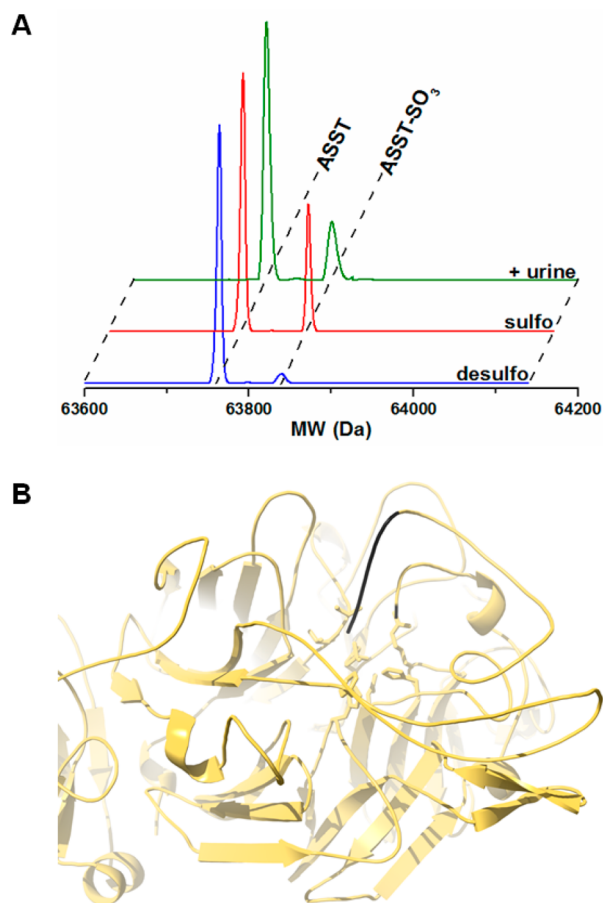 A
ASST
ASST-SO₃
+ urine
sulfo
desulfo
63600 63800 64000 64200
MW (Da)
B